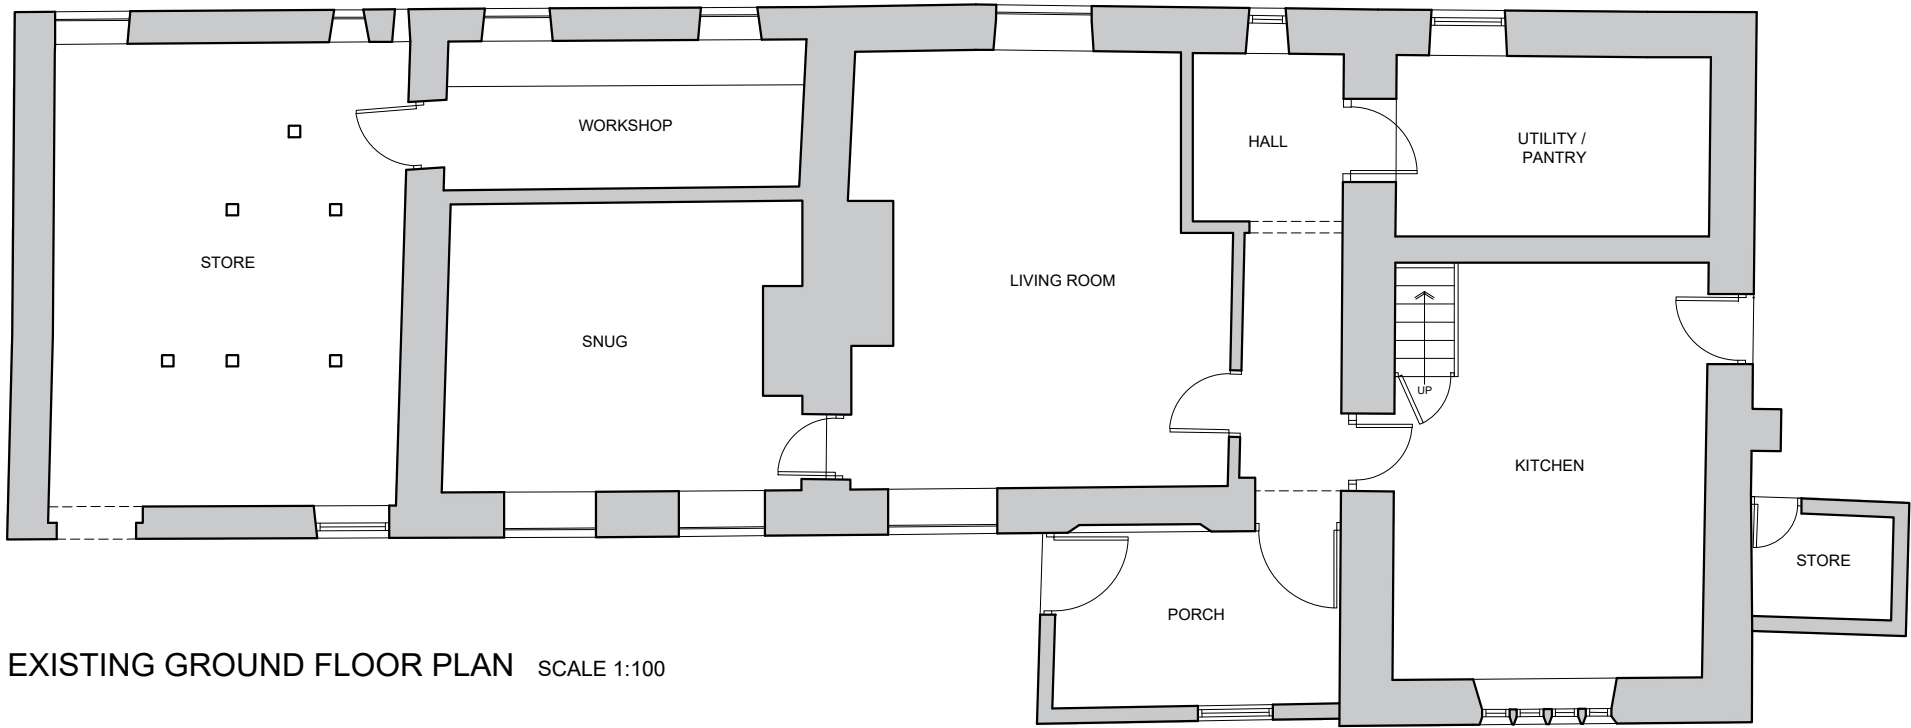 WORKSHOP
HALL
UTILITY /
PANTRY
STORE
LIVING ROOM
SNUG
UP
KITCHEN
STORE
PORCH
EXISTING GROUND FLOOR PLAN SCALE 1:100